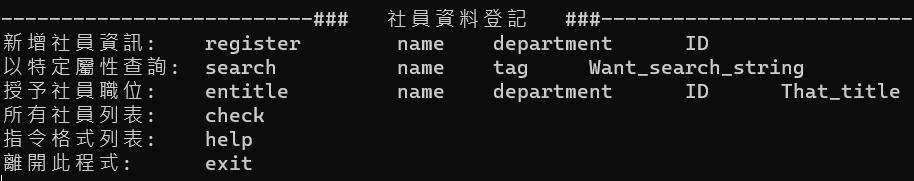 --------------------------### 社員資料登記 ###--------------------------
新增社員資訊: register name department ID
以特定屬性查詢: search name tag Want_search_string
授予社員職位: entitle name department ID That_title
所有社員列表: check
指令格式列表: help
離開此程式: exit